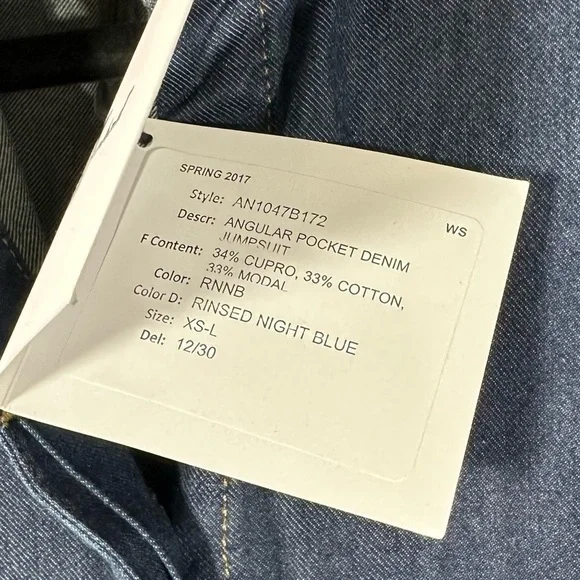 SPRING 2017
WS
Style: AN1047B172
Descr: ANGULAR POCKET DENIM
JUMPSUIT
F Content: 34% CUPRO, 33% COTTON,
33% MODAL
Color: RNNB
Color D: RINSED NIGHT BLUE
Size: XS-L
Del: 12/30